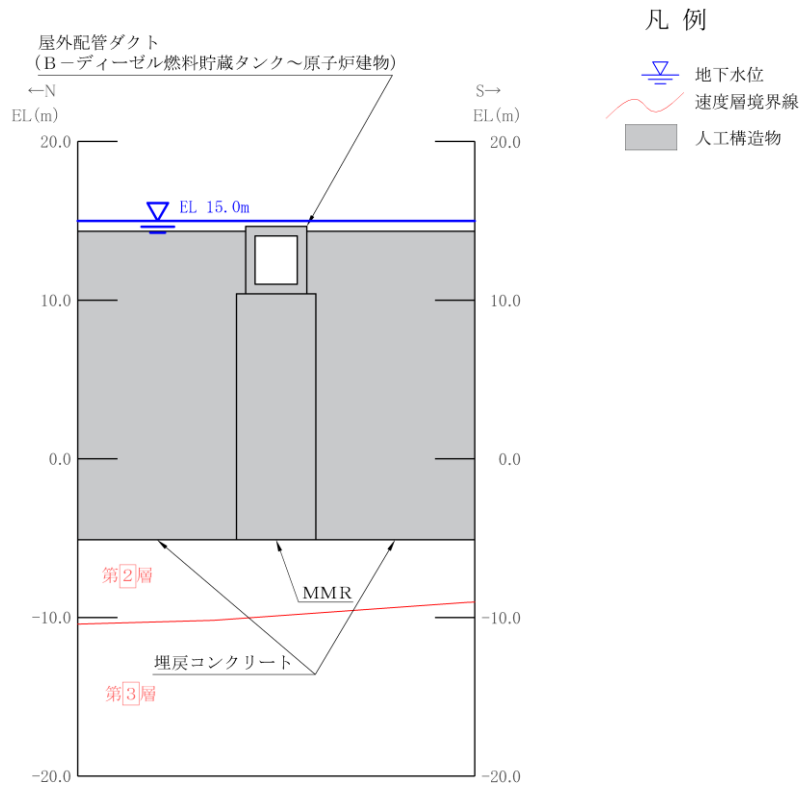 凡 例
地下水位
速度層境界線
人工構造物
屋外配管ダクト
(B－ディーゼル燃料貯蔵タンク～原子炉建物)
←N
S→
EL(m)
EL(m)
20.0
20.0
EL 15.0m
10.0
10.0
0.0
0.0
第2層
MMR
-10.0
-10.0
埋戻コンクリート
第3層
-20.0
-20.0